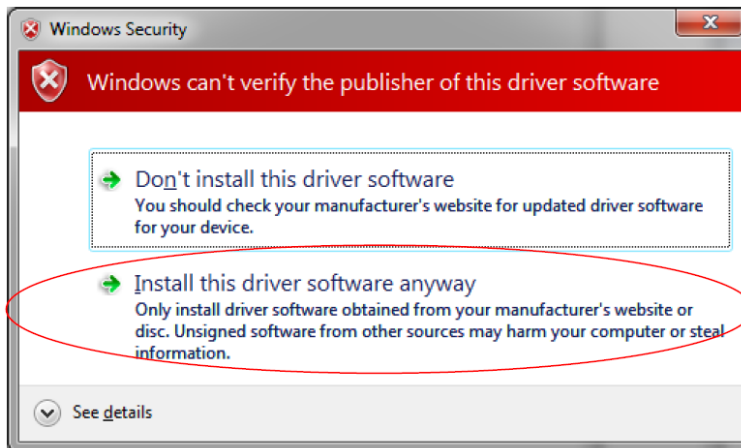 Windows Security
Windows can't verify the publisher of this driver software
Don't install this driver software
You should check your manufacturer's website for updated driver software
for your device.
Install this driver software anyway
Only install driver software obtained from your manufacturer's website or
disc. Unsigned software from other sources may harm your computer or steal
information.
See details